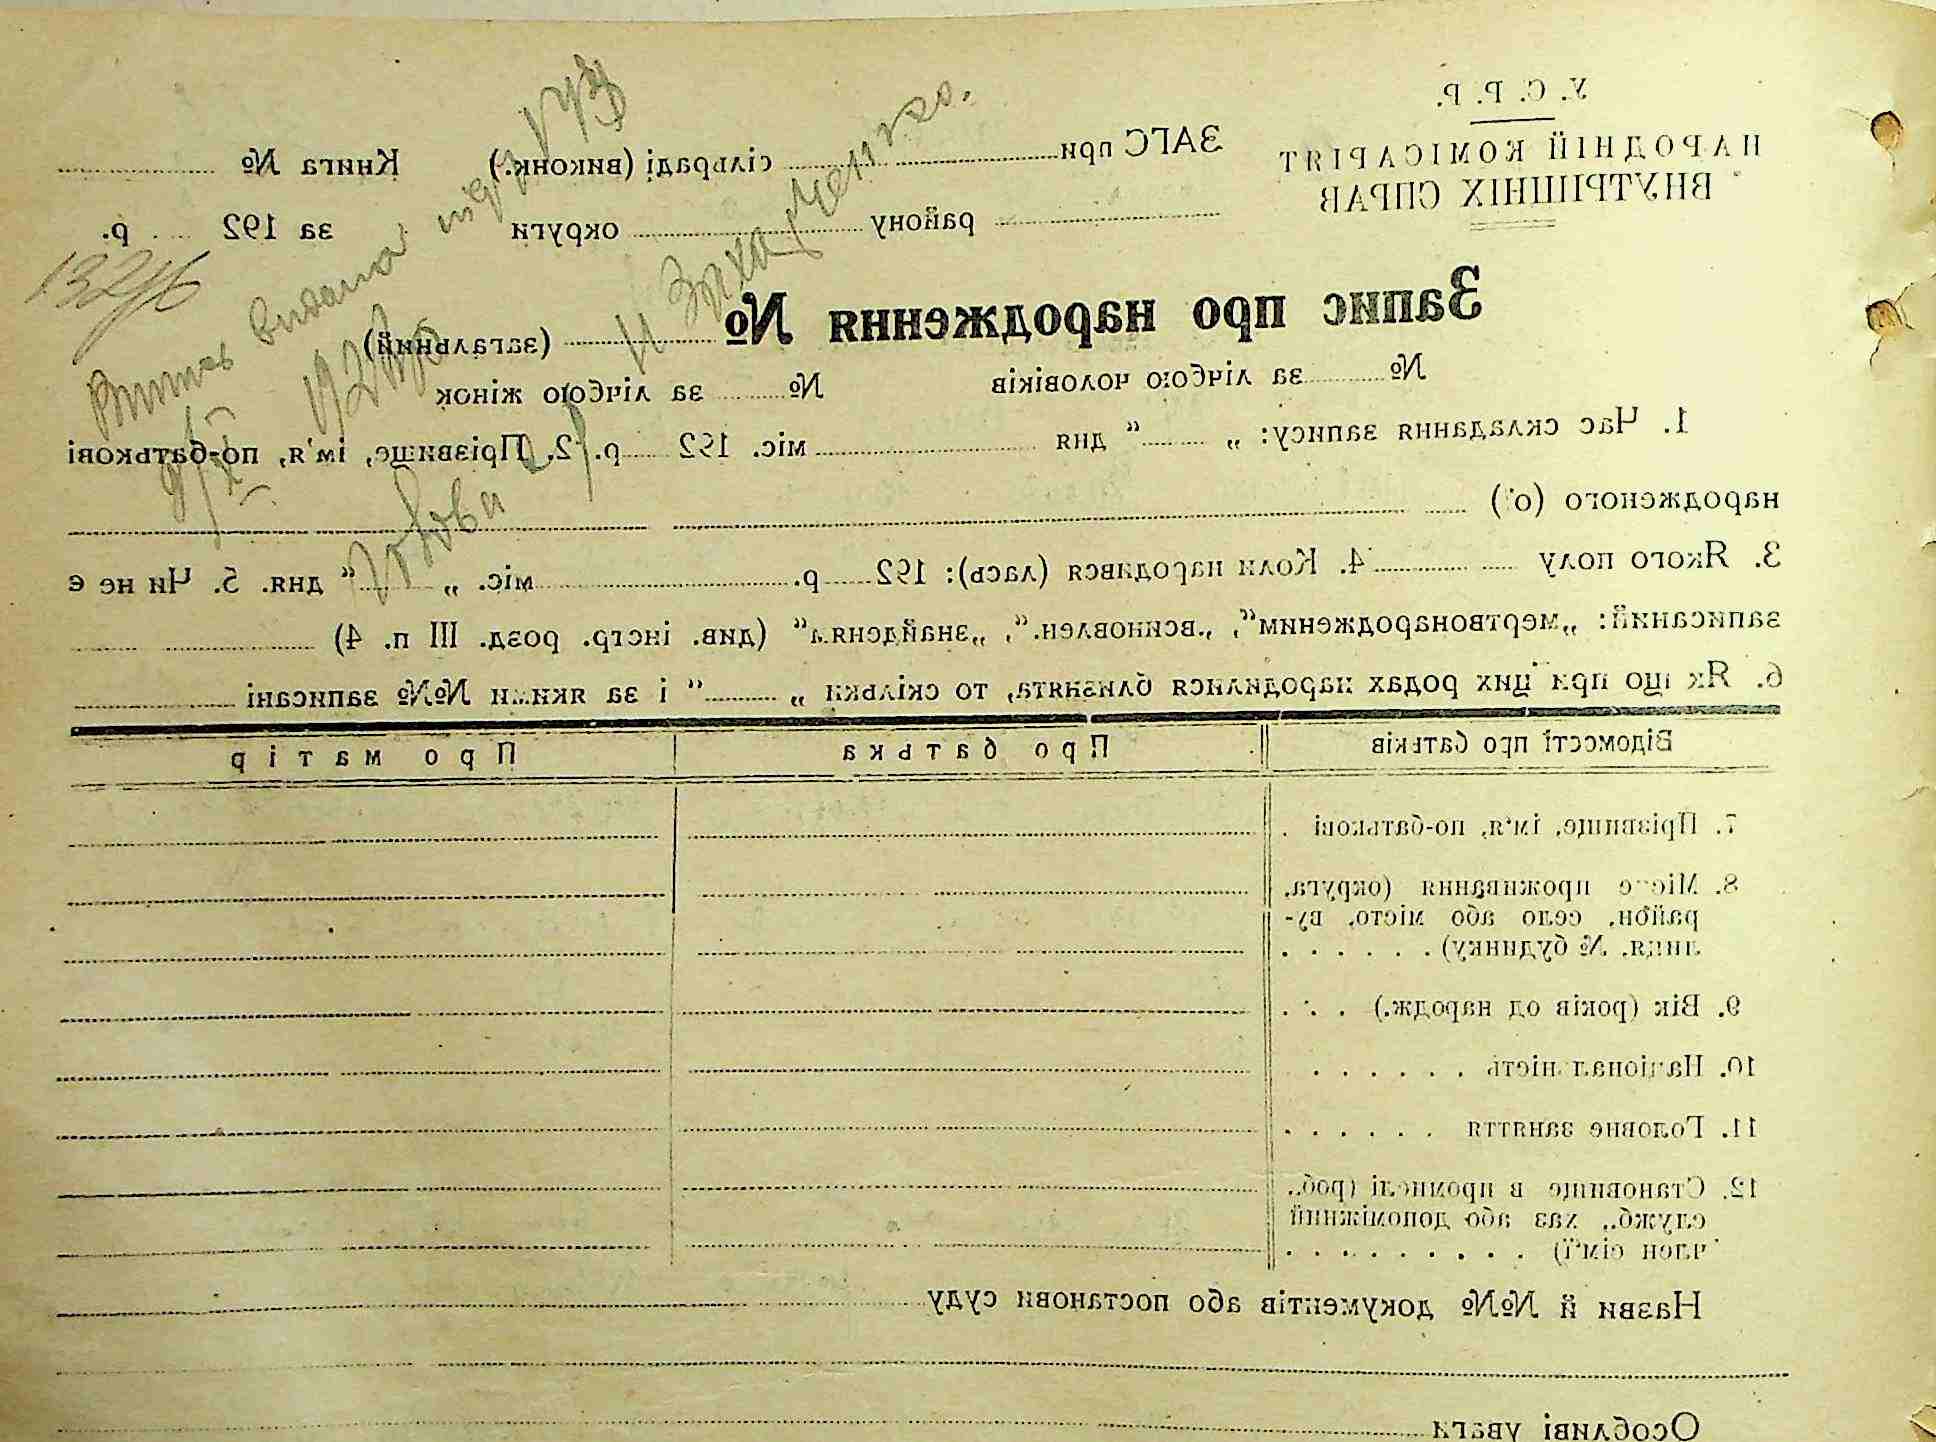 У. С. Р. Р.
НАРОДНІЙ КОМІСАРІЯТ
ВНУТРІШНІХ СПРАВ
ЗАГС при сільраді (виконк.) Книга №
району округи за 192 р.
Запис про народження № (загальний)
№ за лічбою чоловіків № за лічбою жінок
1. Час складання запису: „ “ дня міс. 192 р. 2. Прізвище, ім'я, по-батькові
народженого (ої)
3. Якого полу 4. Коли народився (лась): 192 р. міс. „ “ дня. 5. Чи не є
записаний: „мертвонародженим“, „всиновлен.“, „знайденя.“ (див. інстр. розд. III п. 4)
6. Як що при цих родах народилися близнята, то скільки „ “ і за якими №№ записані
Відомості про батьків Про батька Про матір
7. Прізвище, ім'я, по-батькові
8. Місце проживання (округа,
район, село або місто, ву-
лиця, № будинку)
9. Вік (років од народж.)
10. Національність
11. Головне заняття
12. Становище в промислі (роб.,
служб., хаз або допоміжний
член сім'ї)
Назви й №№ документів або постанови суду
Особливі уваги
132/76
видана